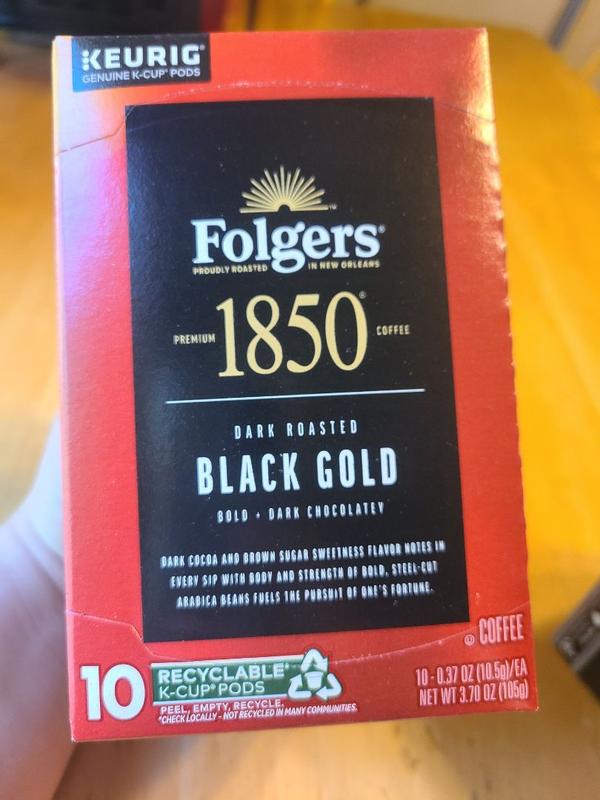 KEURIG®
GENUINE K-CUP® PODS
Folgers®
PROUDLY ROASTED IN NEW ORLEANS
PREMIUM 1850® COFFEE
DARK ROASTED
BLACK GOLD
BOLD + DARK CHOCOLATEY
DARK COCOA AND BROWN SUGAR SWEETNESS FLAVOR NOTES IN
EVERY SIP WITH BODY AND STRENGTH OF BOLD, STEEL-CUT
ARABICA BEANS FUELS THE PURSUIT OF ONE'S FORTUNE.
Ⓤ COFFEE
10 RECYCLABLE*
K-CUP® PODS
PEEL, EMPTY, RECYCLE.
*CHECK LOCALLY - NOT RECYCLED IN MANY COMMUNITIES.
10 - 0.37 OZ (10.5g)/EA
NET WT 3.70 OZ (105g)